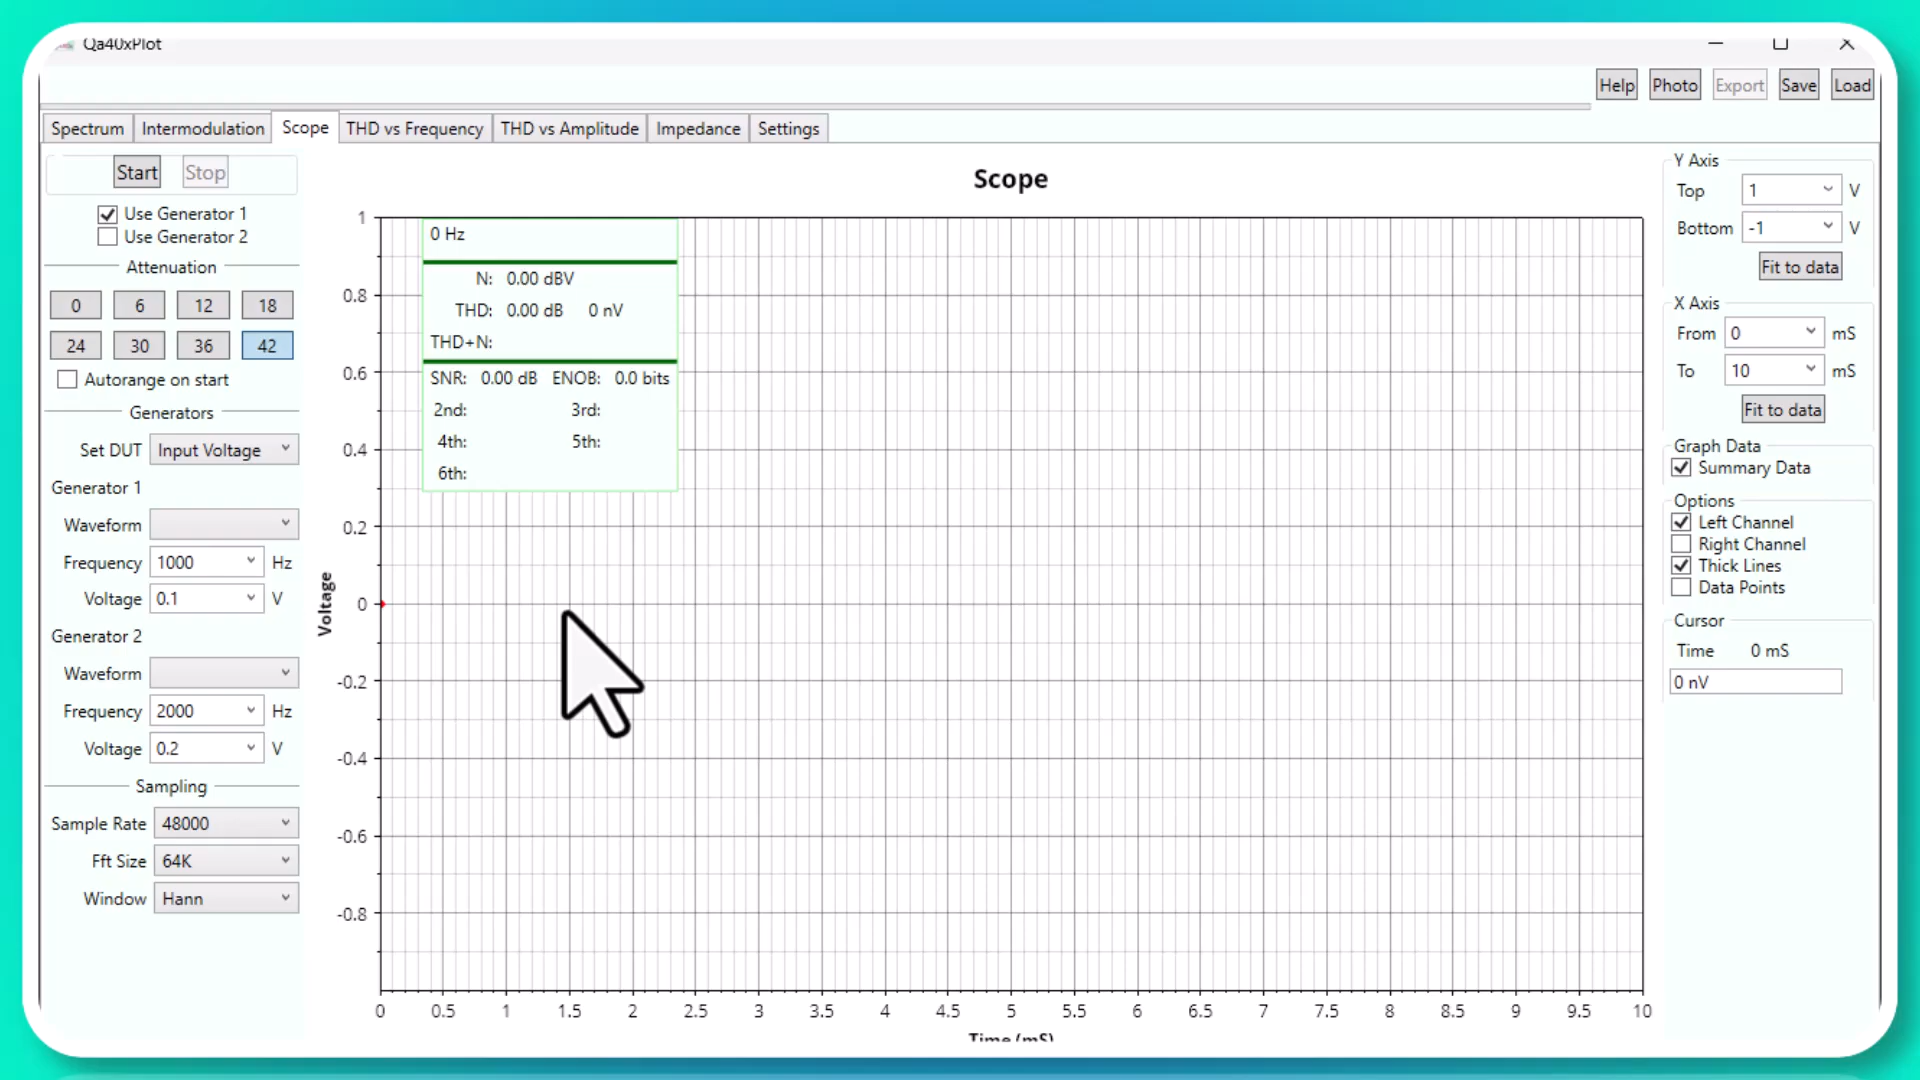 Qa40xPlot
Help Photo Export Save Load
Spectrum Intermodulation Scope THD vs Frequency THD vs Amplitude Impedance Settings
Start Stop
Use Generator 1
Use Generator 2
Attenuation
0 6 12 18
24 30 36 42
Autorange on start
Generators
Set DUT Input Voltage
Generator 1
Waveform
Frequency 1000 Hz
Voltage 0.1 V
Generator 2
Waveform
Frequency 2000 Hz
Voltage 0.2 V
Sampling
Sample Rate 48000
Fft Size 64K
Window Hann
Scope
0 Hz
N: 0.00 dBV
THD: 0.00 dB 0 nV
THD+N:
SNR: 0.00 dB ENOB: 0.0 bits
2nd: 3rd:
4th: 5th:
6th:
Voltage
1
0.8
0.6
0.4
0.2
0
-0.2
-0.4
-0.6
-0.8
0 0.5 1 1.5 2 2.5 3 3.5 4 4.5 5 5.5 6 6.5 7 7.5 8 8.5 9 9.5 10
Time (mS)
Y Axis
Top 1 V
Bottom -1 V
Fit to data
X Axis
From 0 mS
To 10 mS
Fit to data
Graph Data
Summary Data
Options
Left Channel
Right Channel
Thick Lines
Data Points
Cursor
Time 0 mS
0 nV